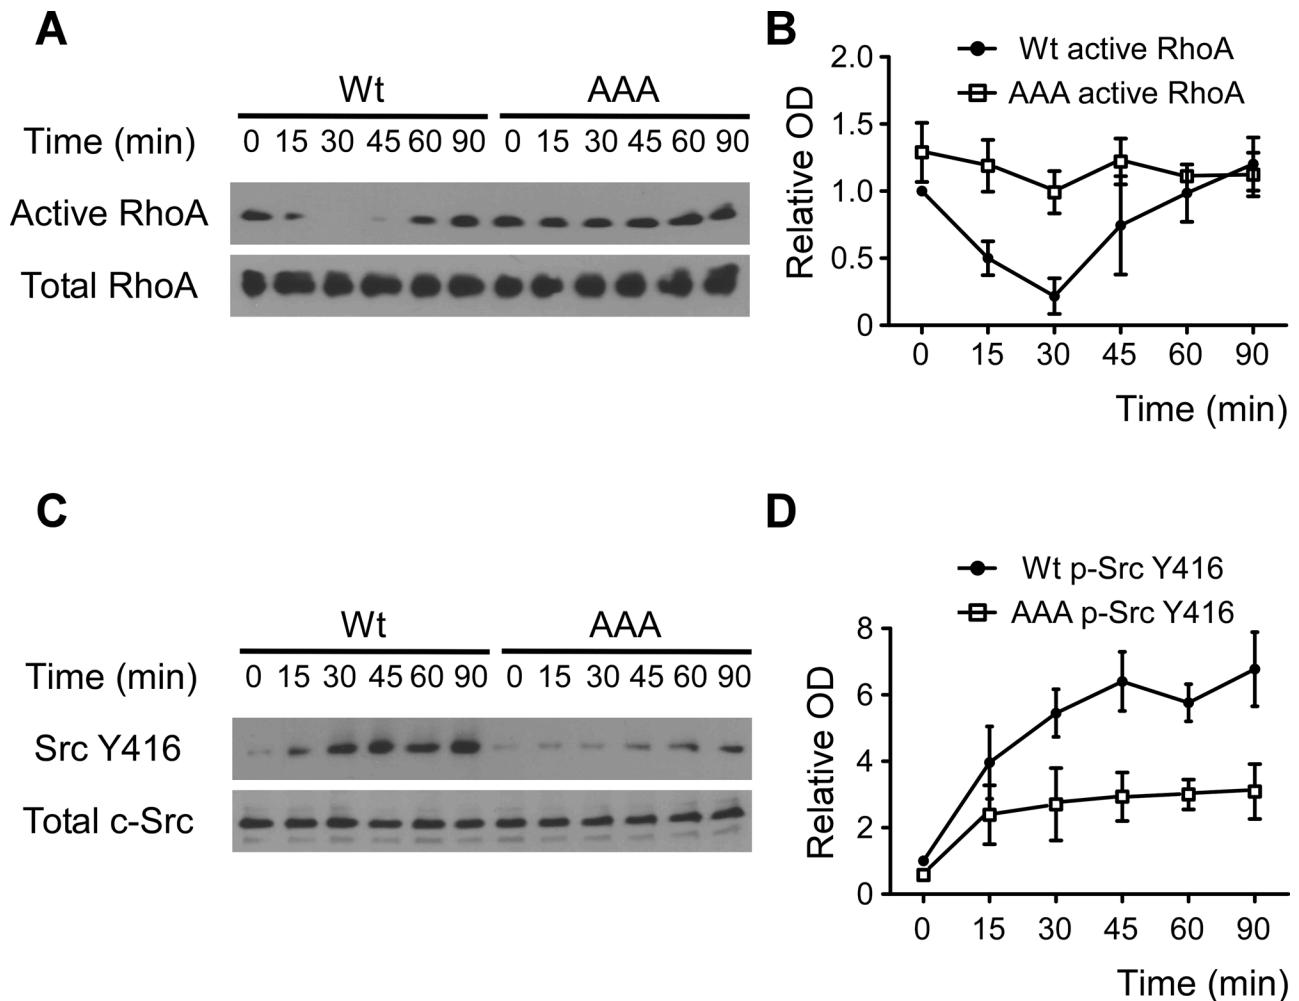 A
Wt AAA
Time (min) 0 15 30 45 60 90 0 15 30 45 60 90
Active RhoA
Total RhoA
B
Wt active RhoA
AAA active RhoA
Relative OD
2.0
1.5
1.0
0.5
0
0 15 30 45 60 90
Time (min)
C
Wt AAA
Time (min) 0 15 30 45 60 90 0 15 30 45 60 90
Src Y416
Total c-Src
D
Wt p-Src Y416
AAA p-Src Y416
Relative OD
8
6
4
2
0
0 15 30 45 60 90
Time (min)